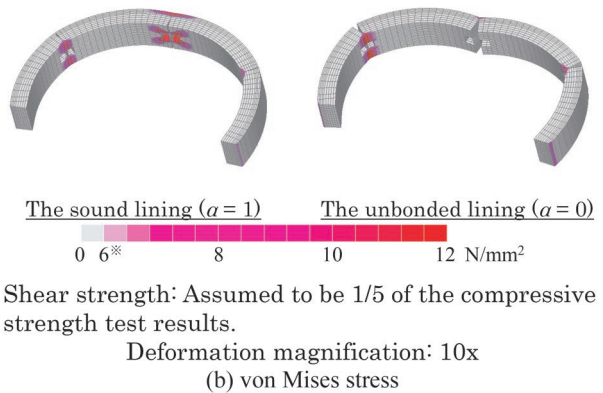 The sound lining (α = 1) The unbonded lining (α = 0)
0 6※ 8 10 12 N/mm²
Shear strength: Assumed to be 1/5 of the compressive
strength test results.
Deformation magnification: 10x
(b) von Mises stress